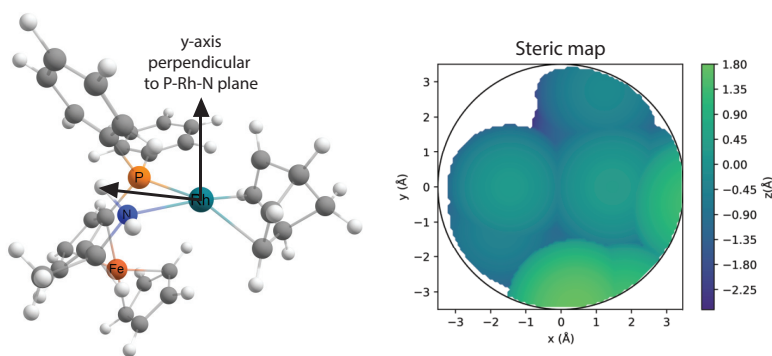 y-axis
perpendicular
to P-Rh-N plane
P
Rh
N
Fe
Steric map
3
2
1
0
−1
−2
−3
y (Å)
−3 −2 −1 0 1 2 3
x (Å)
1.80
1.35
0.90
0.45
0.00
−0.45
−0.90
−1.35
−1.80
−2.25
z(Å)